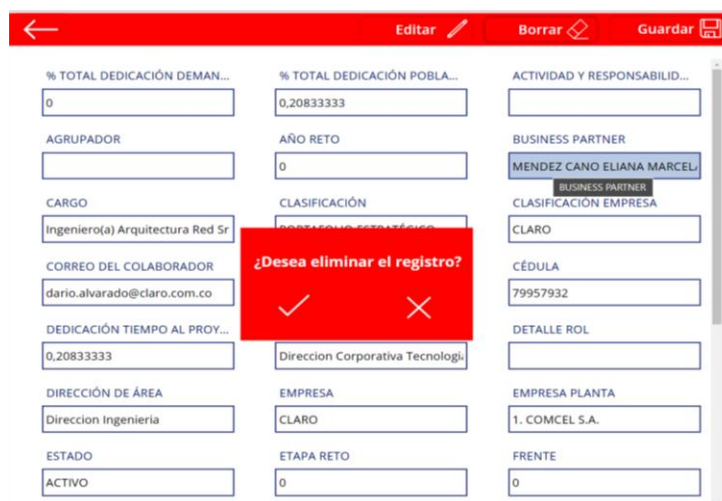 Editar Borrar Guardar
% TOTAL DEDICACIÓN DEMAN... % TOTAL DEDICACIÓN POBLA... ACTIVIDAD Y RESPONSABILID...
0 0,20833333
AGRUPADOR AÑO RETO BUSINESS PARTNER
0 MENDEZ CANO ELIANA MARCEL
BUSINESS PARTNER
CARGO CLASIFICACIÓN CLASIFICACIÓN EMPRESA
Ingeniero(a) Arquitectura Red Sr PORTAFOLIO ESTRATÉGICO CLARO
¿Desea eliminar el registro?
CORREO DEL COLABORADOR CÉDULA
dario.alvarado@claro.com.co 79957932
DEDICACIÓN TIEMPO AL PROY... DETALLE ROL
0,20833333 Direccion Corporativa Tecnologi
DIRECCIÓN DE ÁREA EMPRESA EMPRESA PLANTA
Direccion Ingenieria CLARO 1. COMCEL S.A.
ESTADO ETAPA RETO FRENTE
ACTIVO 0 0